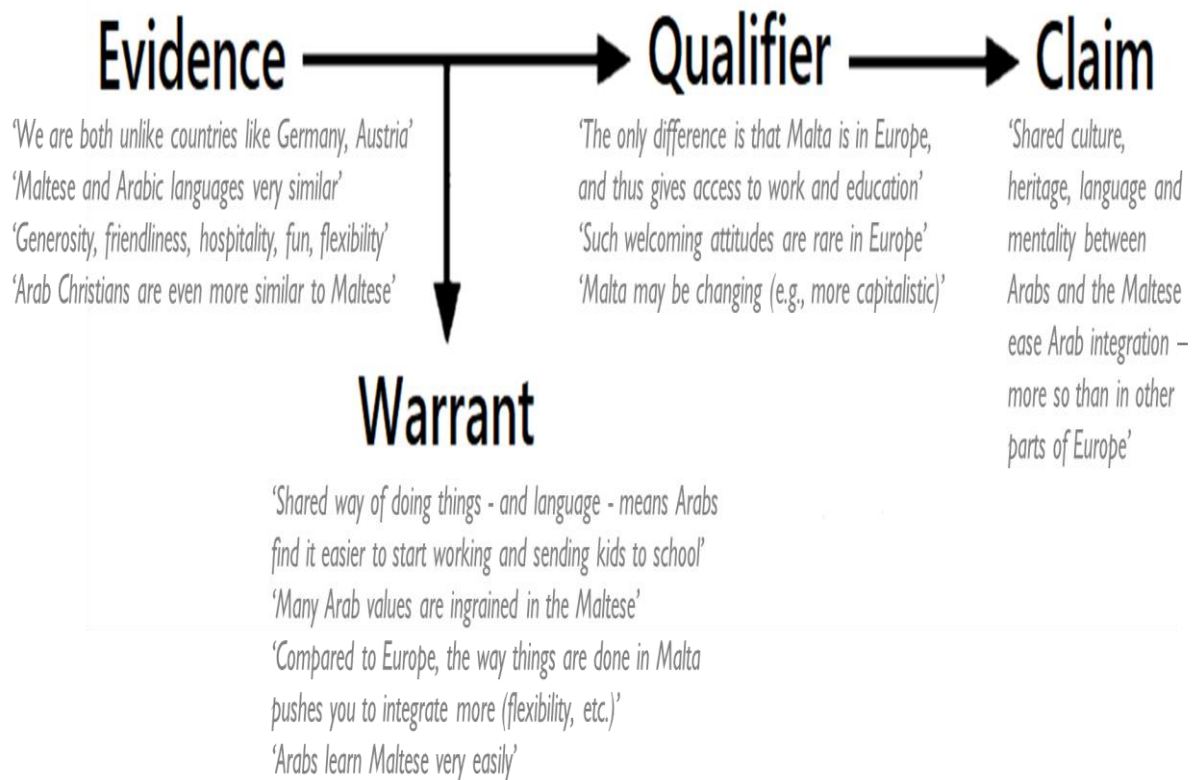 Evidence
'We are both unlike countries like Germany, Austria'
'Maltese and Arabic languages very similar'
'Generosity, friendliness, hospitality, fun, flexibility'
'Arab Christians are even more similar to Maltese'
Qualifier
'The only difference is that Malta is in Europe,
and thus gives access to work and education'
'Such welcoming attitudes are rare in Europe'
'Malta may be changing (e.g., more capitalistic)'
Claim
'Shared culture,
heritage, language and
mentality between
Arabs and the Maltese
ease Arab integration –
more so than in other
parts of Europe'
Warrant
'Shared way of doing things - and language - means Arabs
find it easier to start working and sending kids to school'
'Many Arab values are ingrained in the Maltese'
'Compared to Europe, the way things are done in Malta
pushes you to integrate more (flexibility, etc.)'
'Arabs learn Maltese very easily'